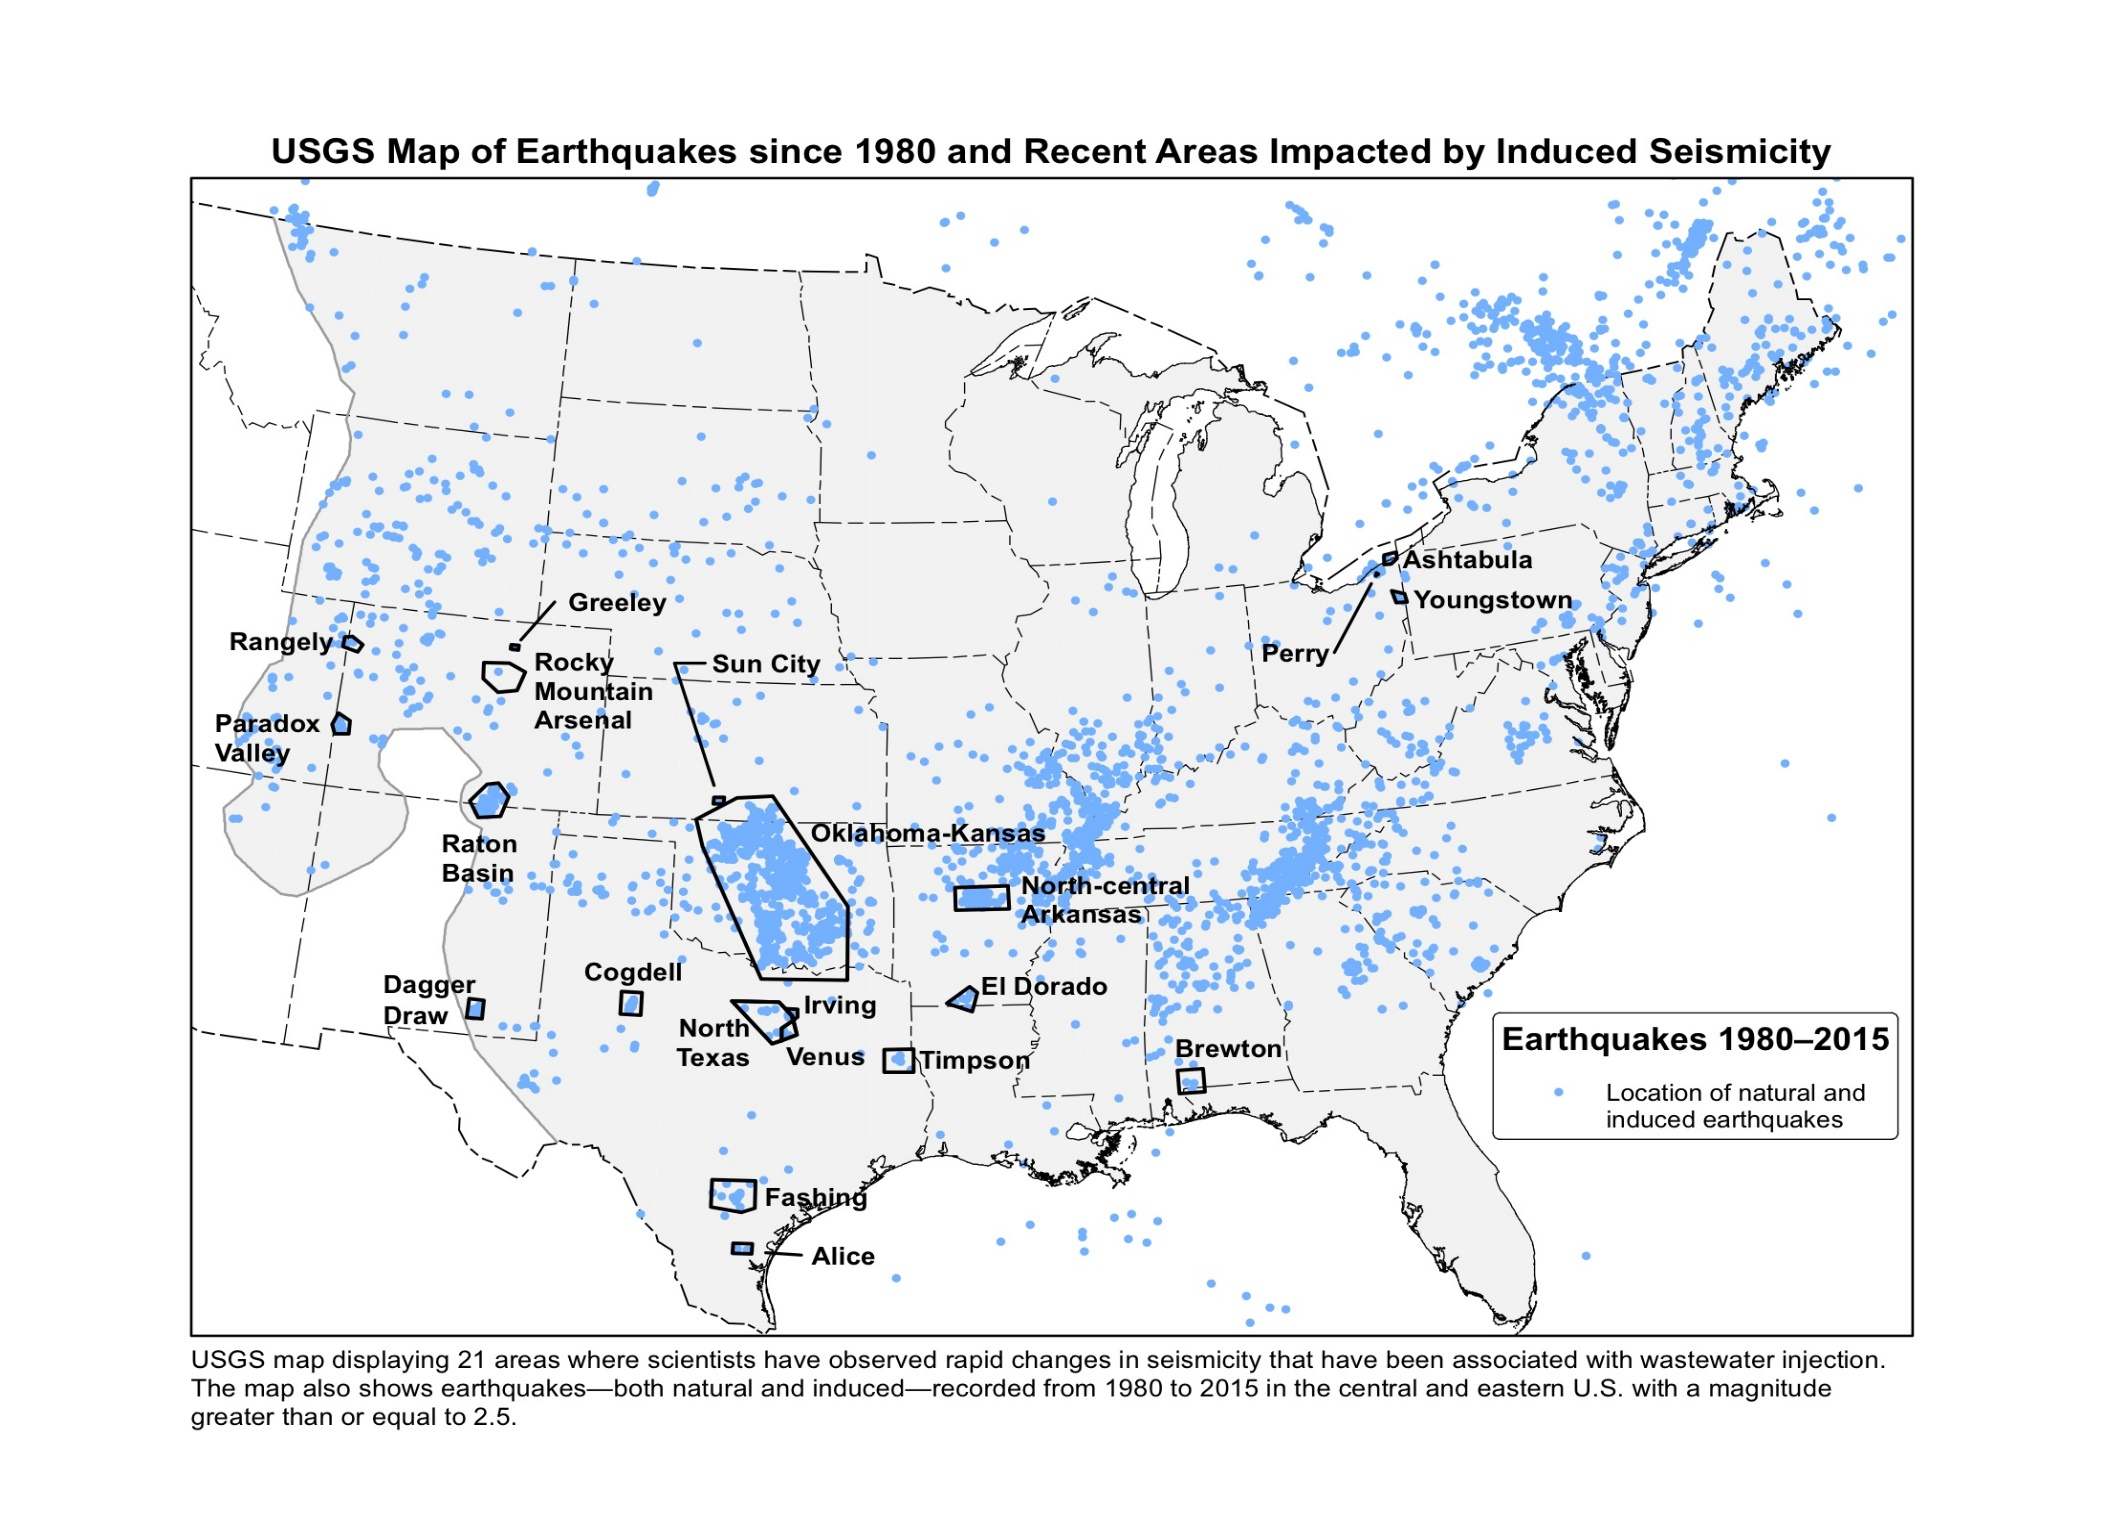 USGS Map of Earthquakes since 1980 and Recent Areas Impacted by Induced Seismicity
Ashtabula
Youngstown
Perry
Greeley
Rangely
Rocky
Mountain
Arsenal
Sun City
Paradox
Valley
Raton
Basin
Oklahoma-Kansas
North-central
Arkansas
Dagger
Draw
Cogdell
El Dorado
Irving
North
Texas
Venus
Timpson
Brewton
Fashing
Alice
Earthquakes 1980–2015
Location of natural and
induced earthquakes
USGS map displaying 21 areas where scientists have observed rapid changes in seismicity that have been associated with wastewater injection.
The map also shows earthquakes—both natural and induced—recorded from 1980 to 2015 in the central and eastern U.S. with a magnitude
greater than or equal to 2.5.